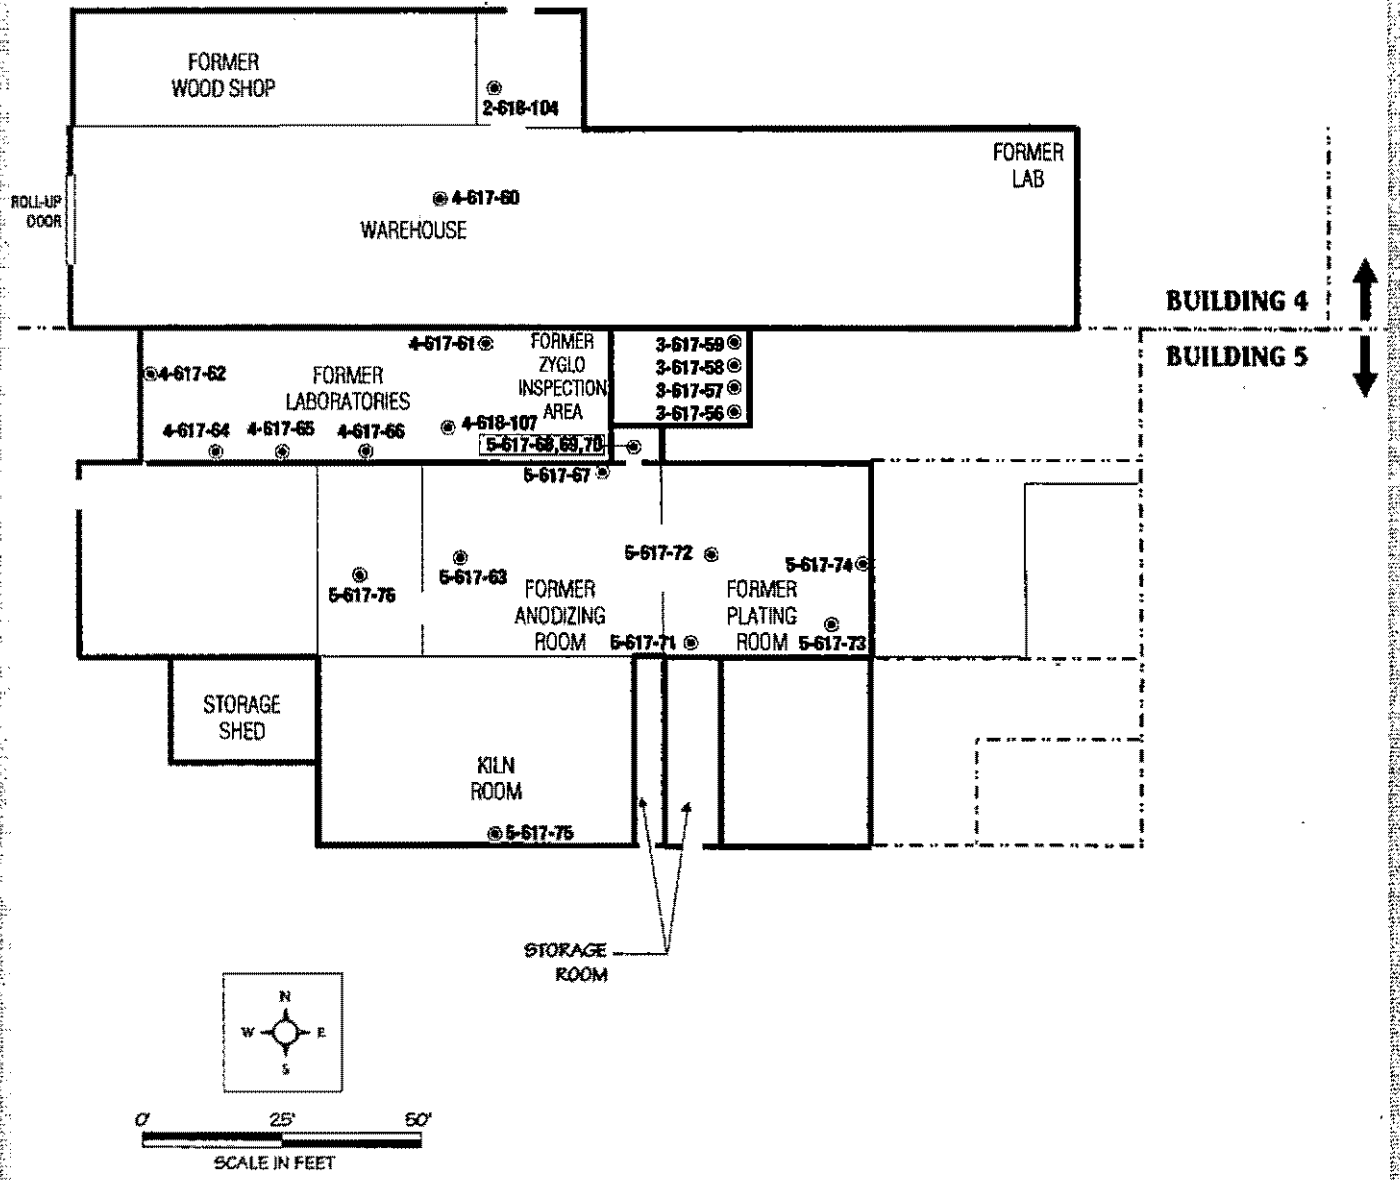 FORMER
WOOD SHOP
2-618-104
FORMER
LAB
ROLL-UP
DOOR
4-617-60
WAREHOUSE
BUILDING 4
BUILDING 5
4-617-61
FORMER
ZYGLO
INSPECTION
AREA
3-617-59
3-617-58
3-617-57
3-617-56
4-617-62
FORMER
LABORATORIES
4-617-64
4-617-65
4-617-66
4-618-107
5-617-68,69,70
5-617-67
5-617-72
5-617-74
5-617-63
5-617-76
FORMER
ANODIZING
ROOM
FORMER
PLATING
ROOM
5-617-71
5-617-73
STORAGE
SHED
KILN
ROOM
5-617-75
STORAGE
ROOM
N
W E
S
0' 25' 50'
SCALE IN FEET